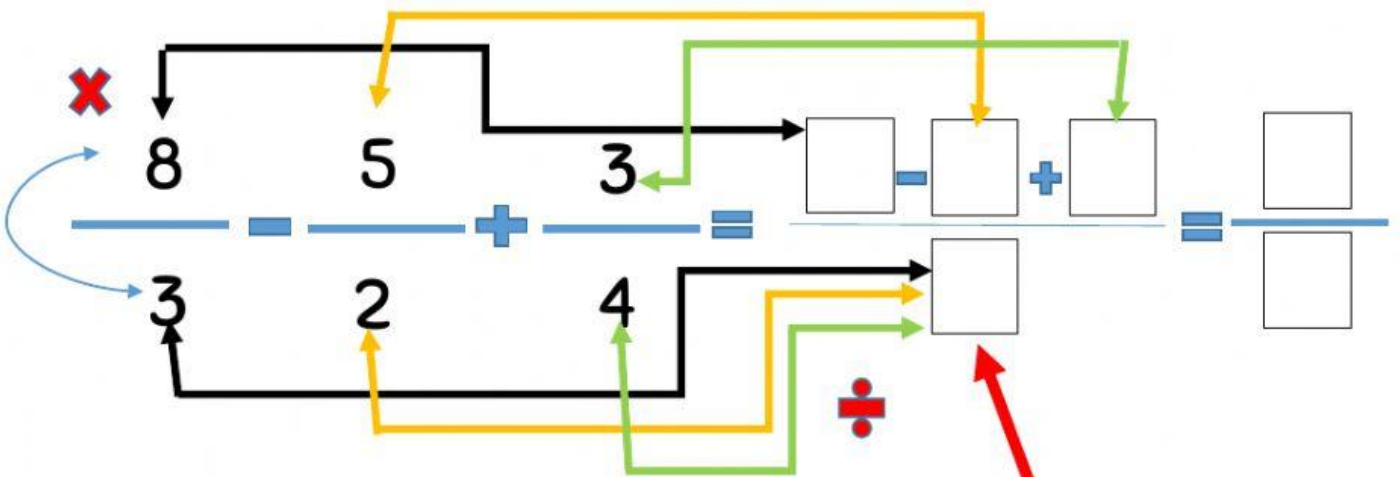 8 5 3
− + = − + =
3 2 4
÷